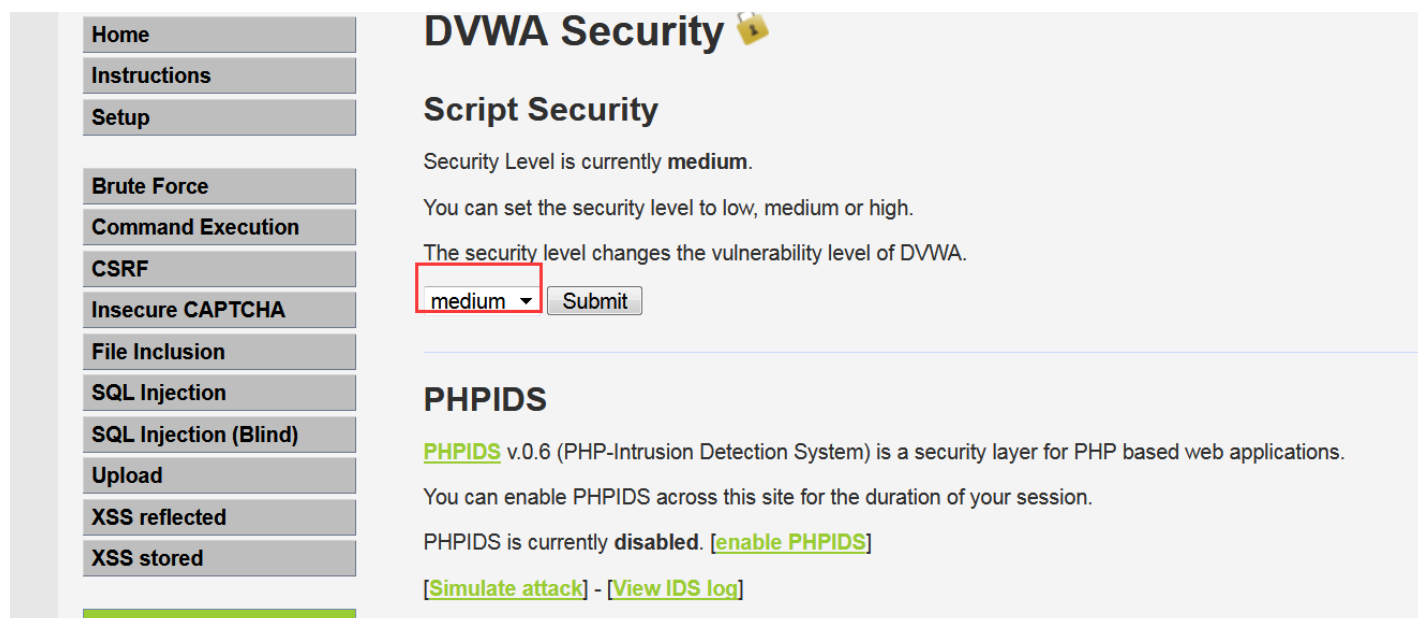 Home
Instructions
Setup
Brute Force
Command Execution
CSRF
Insecure CAPTCHA
File Inclusion
SQL Injection
SQL Injection (Blind)
Upload
XSS reflected
XSS stored
DVWA Security
Script Security
Security Level is currently medium.
You can set the security level to low, medium or high.
The security level changes the vulnerability level of DVWA.
medium Submit
PHPIDS
PHPIDS v.0.6 (PHP-Intrusion Detection System) is a security layer for PHP based web applications.
You can enable PHPIDS across this site for the duration of your session.
PHPIDS is currently disabled. [enable PHPIDS]
[Simulate attack] - [View IDS log]